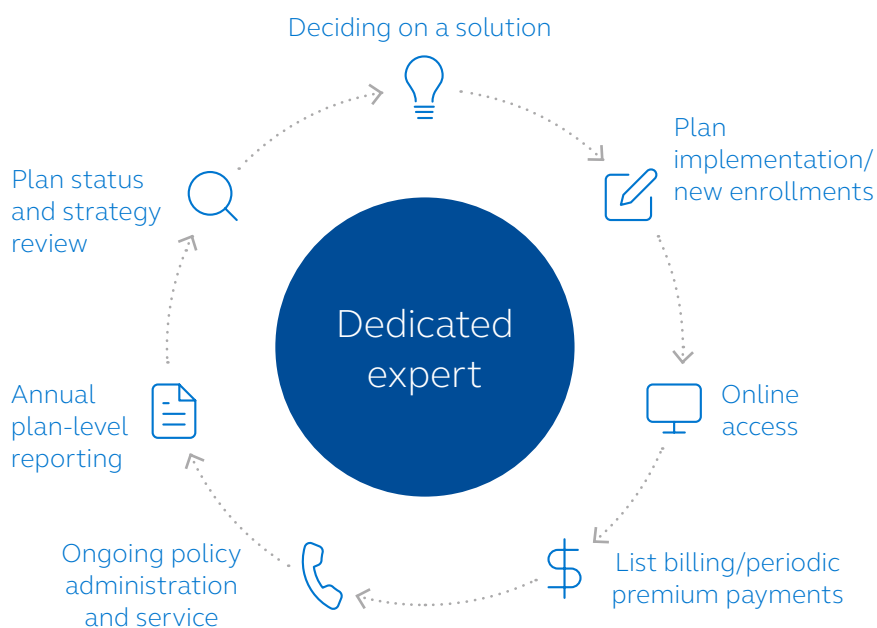 Deciding on a solution
Plan
implementation/
new enrollments
Online
access
List billing/periodic
premium payments
Ongoing policy
administration
and service
Annual
plan-level
reporting
Plan status
and strategy
review
Dedicated
expert